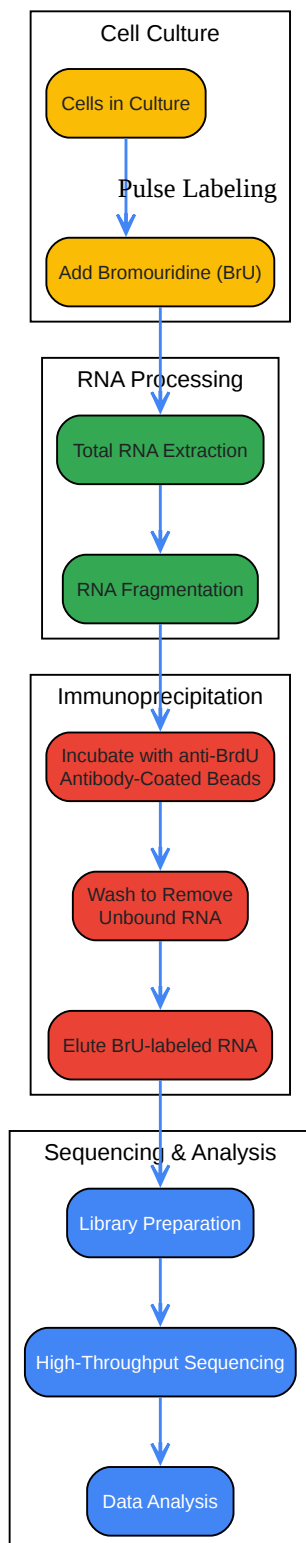 Cell Culture
Cells in Culture
Pulse Labeling
Add Bromouridine (BrU)
RNA Processing
Total RNA Extraction
RNA Fragmentation
Immunoprecipitation
Incubate with anti-BrdU
Antibody-Coated Beads
Wash to Remove
Unbound RNA
Elute BrU-labeled RNA
Sequencing & Analysis
Library Preparation
High-Throughput Sequencing
Data Analysis